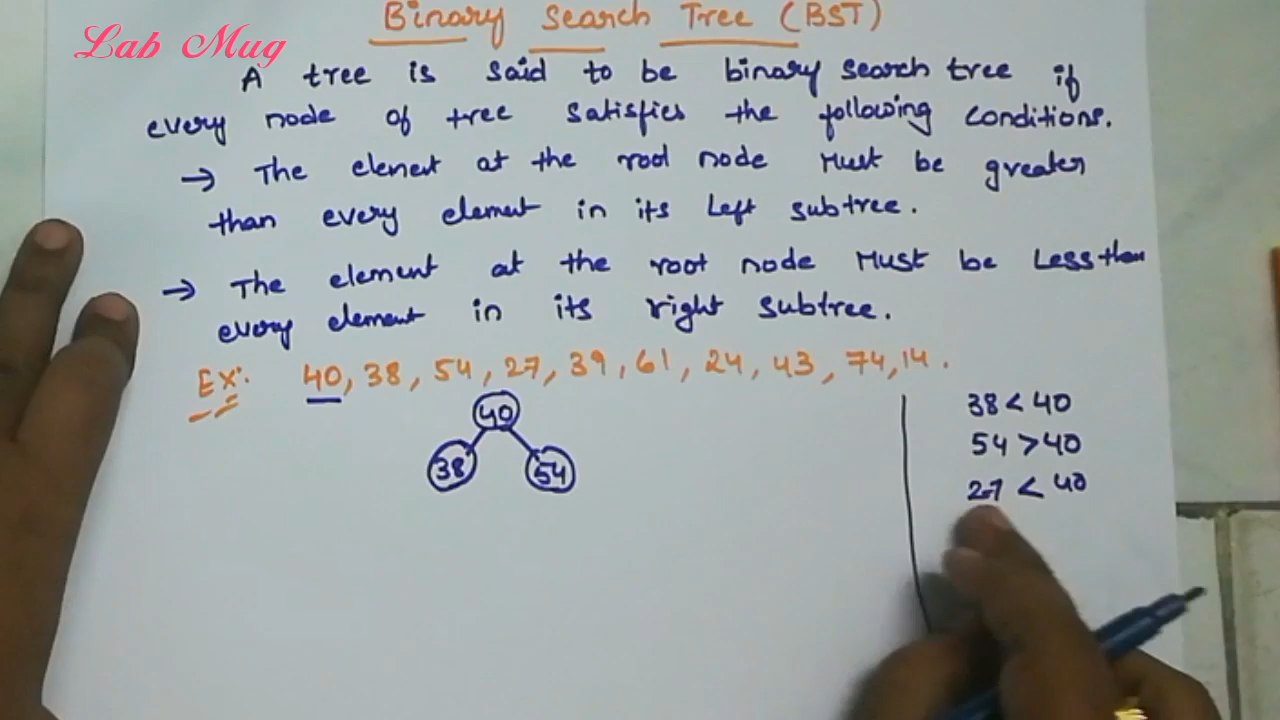 Binary Search Tree (BST)
Lab Mug
A tree is said to be binary search tree if
every node of tree satisfies the following conditions.
→ The elenent at the root node Must be greater
than every element in its Left subtree.
→ The element at the root node Must be Less than
every element in its right subtree.
EX:. 40, 38, 54, 27, 39, 61, 24, 43, 74, 14.
40
38 54
38 < 40
54 > 40
27 < 40